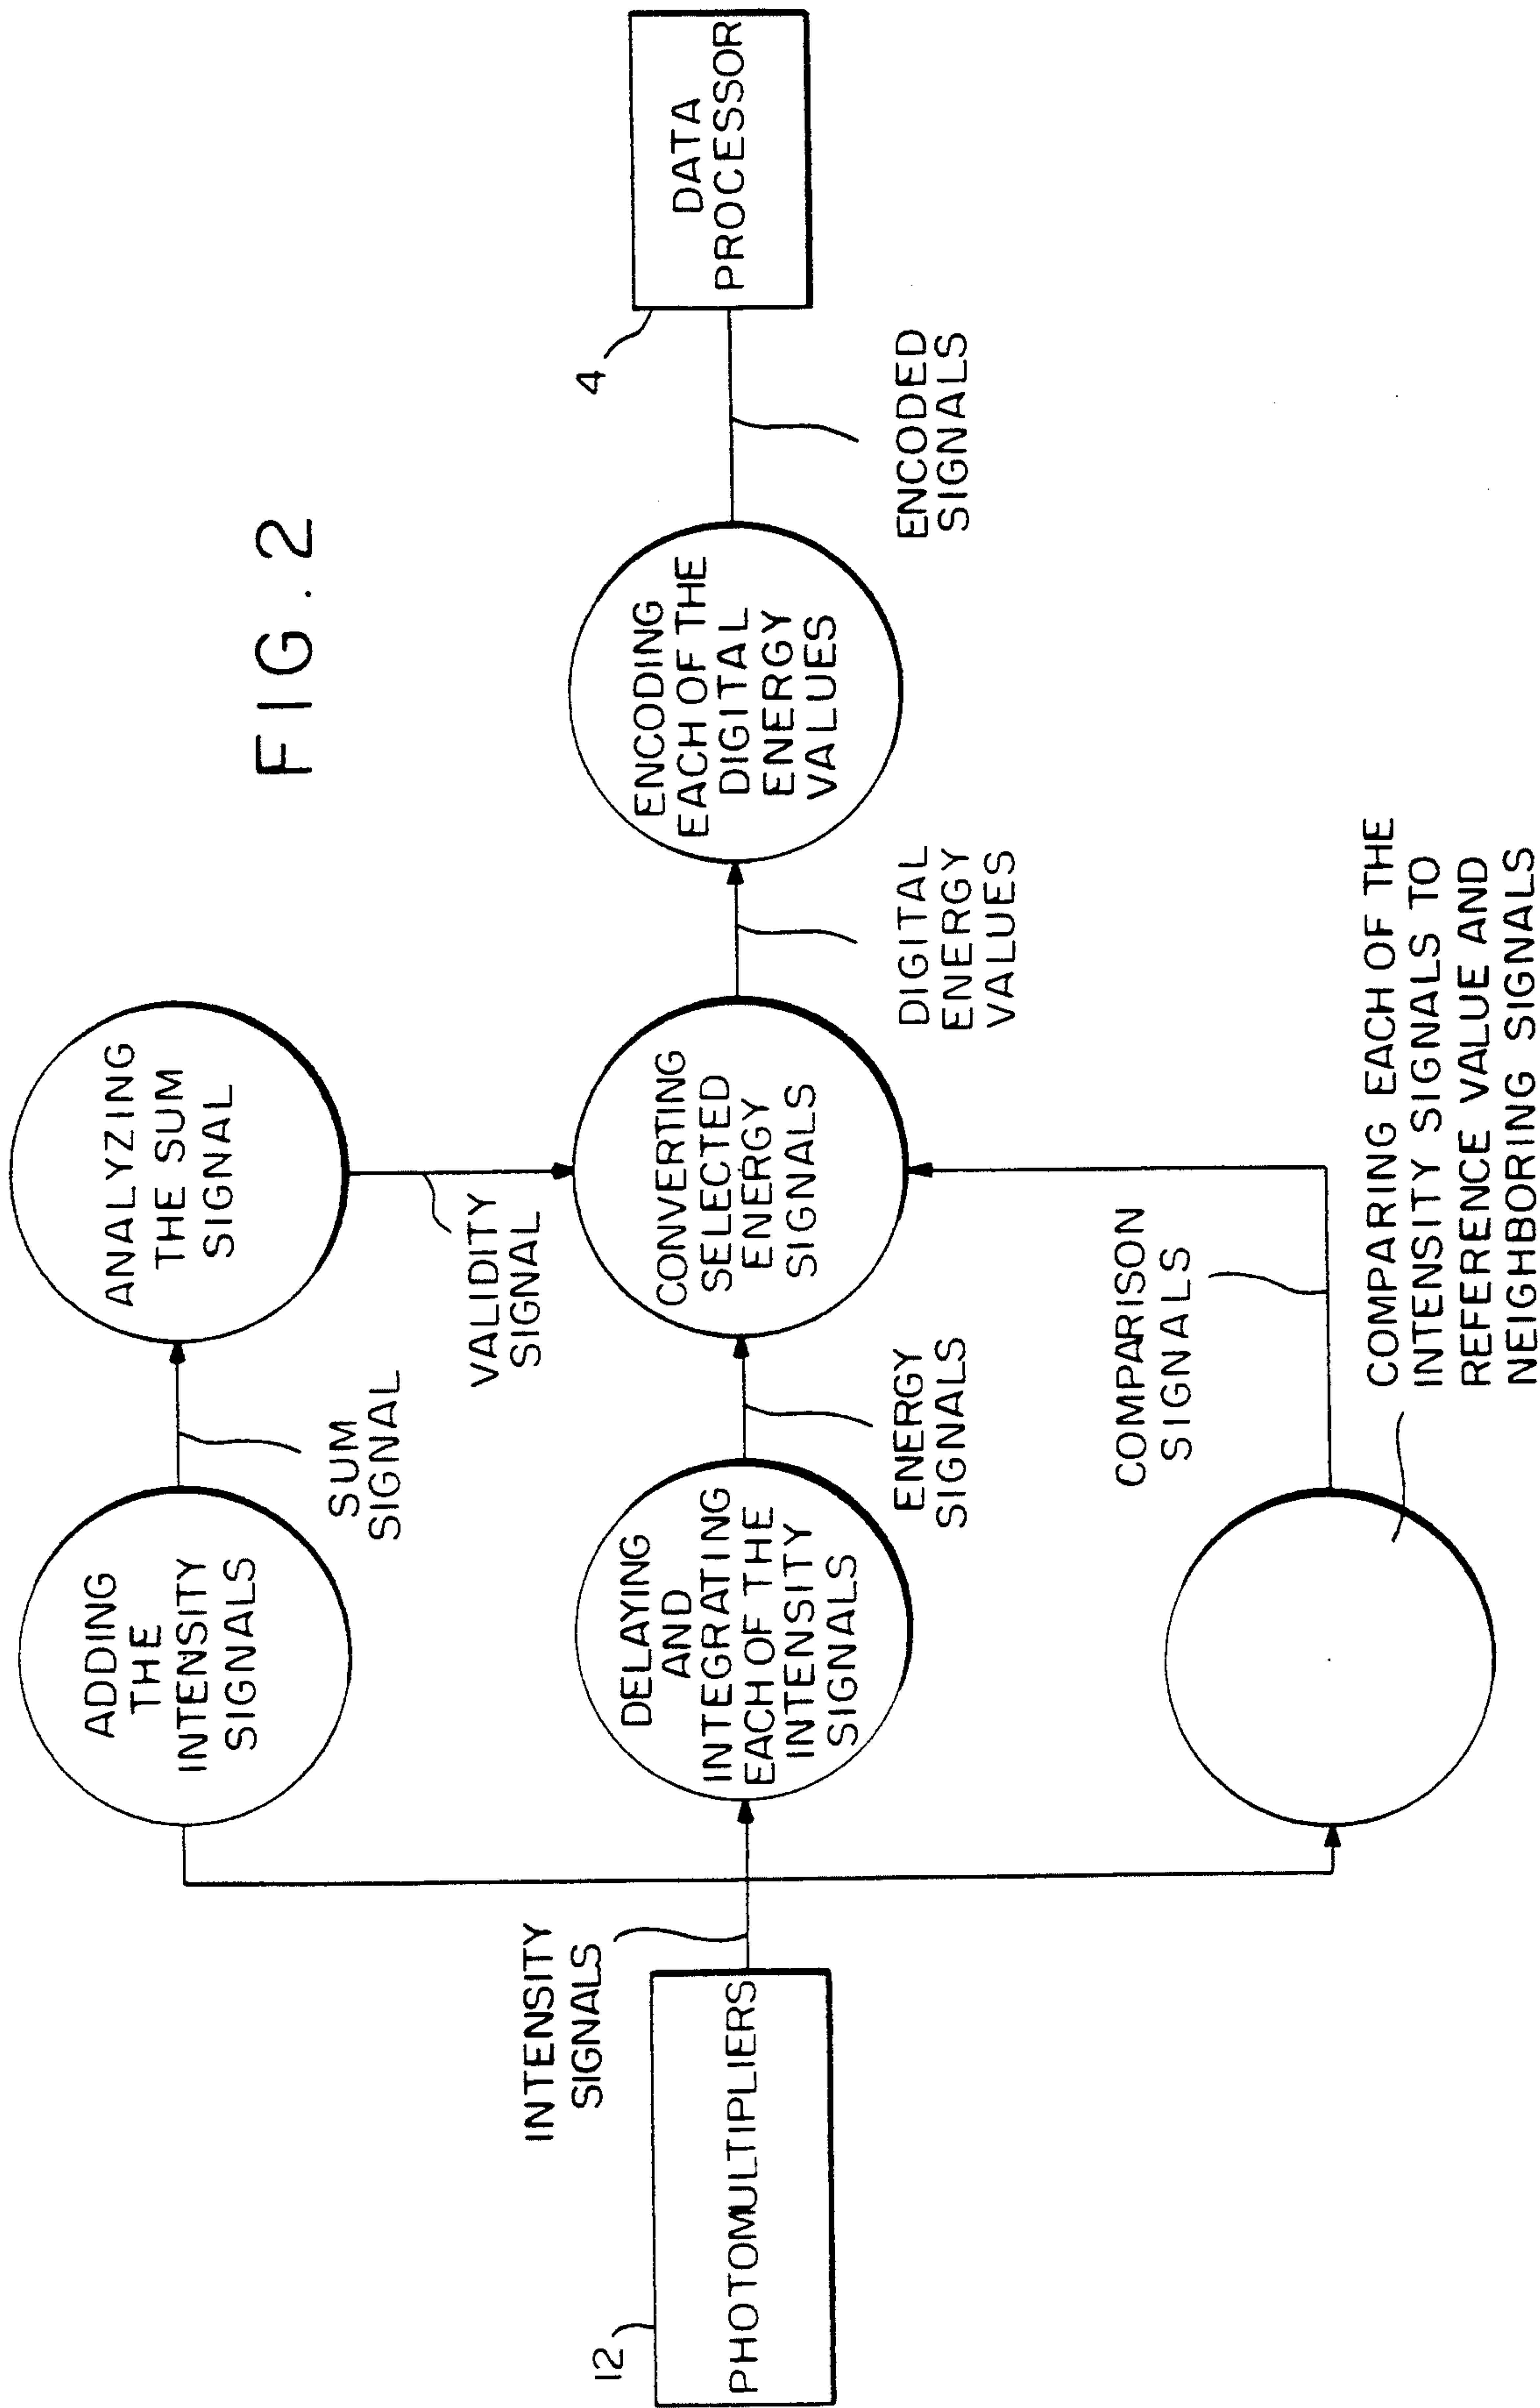 FIG. 2
12
PHOTOMULTIPLIERS
INTENSITY
SIGNALS
ADDING
THE
INTENSITY
SIGNALS
SUM
SIGNAL
ANALYZING
THE SUM
SIGNAL
VALIDITY
SIGNAL
DELAYING
AND
INTEGRATING
EACH OF THE
INTENSITY
SIGNALS
ENERGY
SIGNALS
CONVERTING
SELECTED
ENERGY
SIGNALS
DIGITAL
ENERGY
VALUES
ENCODING
EACH OF THE
DIGITAL
ENERGY
VALUES
ENCODED
SIGNALS
4
DATA
PROCESSOR
COMPARISON
SIGNALS
COMPARING EACH OF THE
INTENSITY SIGNALS TO
REFERENCE VALUE AND
NEIGHBORING SIGNALS